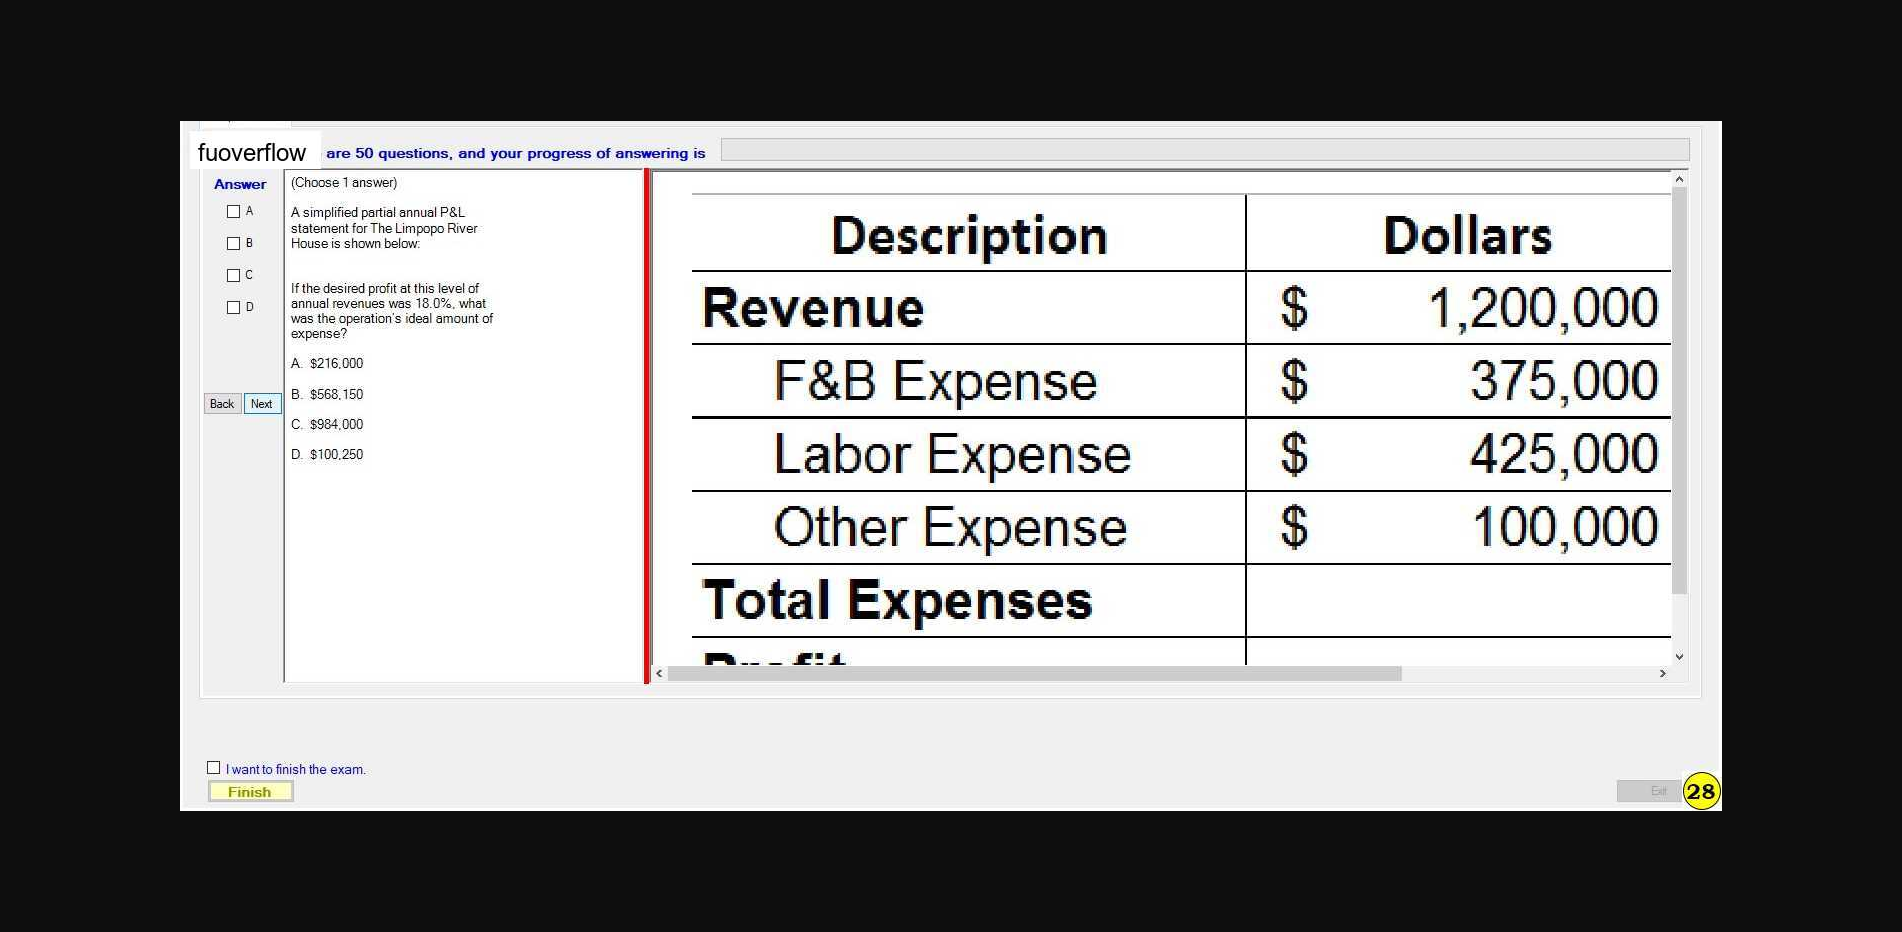 fuoverflow are 50 questions, and your progress of answering is
Answer
A
B
C
D
Back Next
(Choose 1 answer)
A simplified partial annual P&L
statement for The Limpopo River
House is shown below:
If the desired profit at this level of
annual revenues was 18.0%, what
was the operation's ideal amount of
expense?
A. $216,000
B. $568,150
C. $984,000
D. $100,250
Description Dollars
Revenue $ 1,200,000
F&B Expense $ 375,000
Labor Expense $ 425,000
Other Expense $ 100,000
Total Expenses
Profit
I want to finish the exam.
Finish
Exit 28